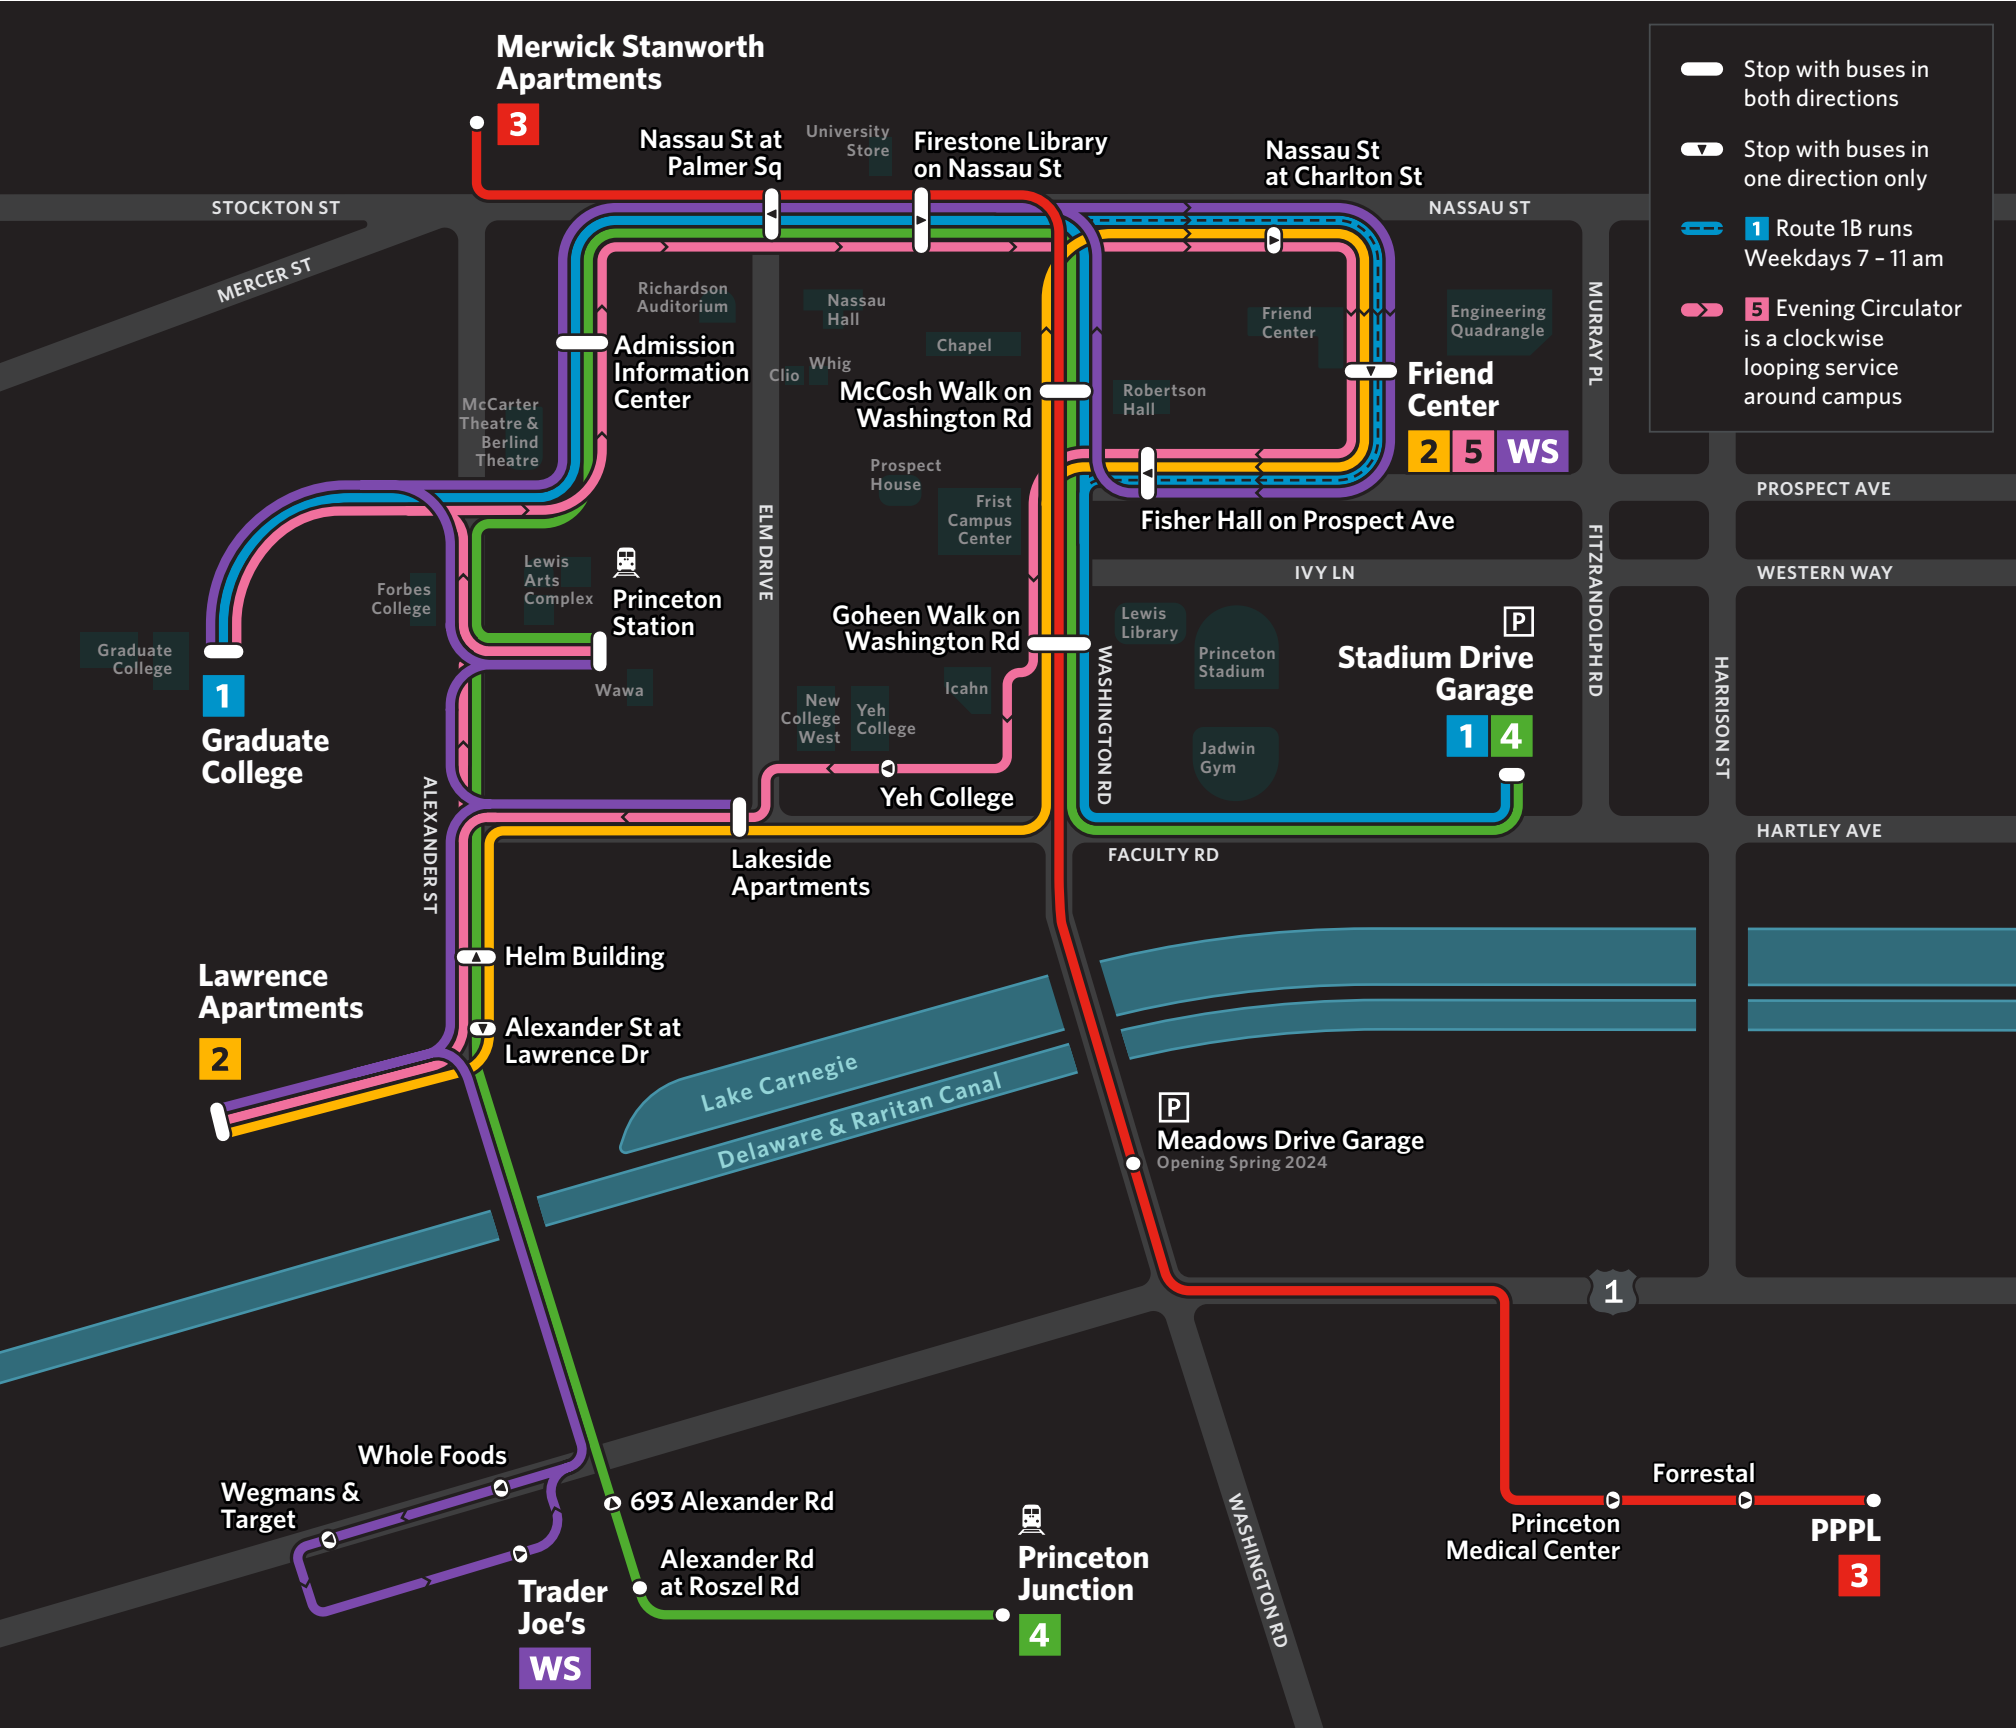 Merwick Stanworth
Apartments
3
Nassau St at
Palmer Sq
University
Store
Firestone Library
on Nassau St
Nassau St
at Charlton St
Stop with buses in
both directions
Stop with buses in
one direction only
1 Route 1B runs
Weekdays 7 – 11 am
5 Evening Circulator
is a clockwise
looping service
around campus
STOCKTON ST
NASSAU ST
MERCER ST
Richardson
Auditorium
Nassau
Hall
Chapel
Whig
Clio
Friend
Center
Engineering
Quadrangle
MURRAY PL
Admission
Information
Center
McCosh Walk on
Washington Rd
Robertson
Hall
Friend
Center
2 5 WS
McCarter
Theatre &
Berlind
Theatre
Prospect
House
Frist
Campus
Center
Fisher Hall on Prospect Ave
PROSPECT AVE
ELM DRIVE
Lewis
Arts
Complex
Princeton
Station
Forbes
College
IVY LN
WESTERN WAY
FITZRANDOLPH RD
Goheen Walk on
Washington Rd
Lewis
Library
Princeton
Stadium
P
Stadium Drive
Garage
1 4
Graduate
College
1
Graduate
College
Wawa
Icahn
New
College
West
Yeh
College
WASHINGTON RD
Jadwin
Gym
HARRISON ST
Yeh College
ALEXANDER ST
Lakeside
Apartments
FACULTY RD
HARTLEY AVE
Helm Building
Lawrence
Apartments
2
Alexander St at
Lawrence Dr
Lake Carnegie
Delaware & Raritan Canal
P
Meadows Drive Garage
Opening Spring 2024
1
Whole Foods
Wegmans &
Target
693 Alexander Rd
Alexander Rd
at Roszel Rd
Trader
Joe's
WS
Princeton
Junction
4
WASHINGTON RD
Forrestal
Princeton
Medical Center
PPPL
3